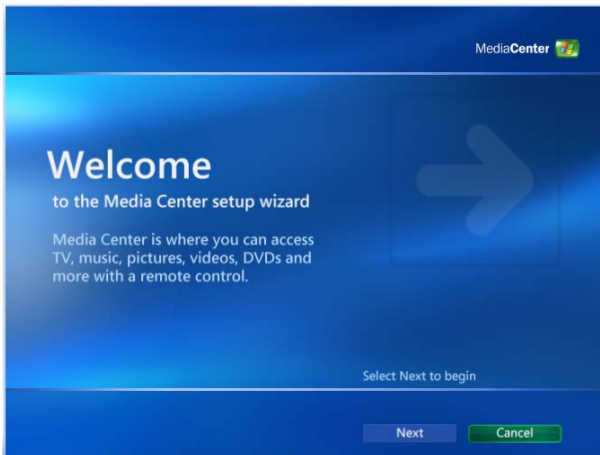 MediaCenter
Welcome
to the Media Center setup wizard
Media Center is where you can access
TV, music, pictures, videos, DVDs and
more with a remote control.
Select Next to begin
Next Cancel